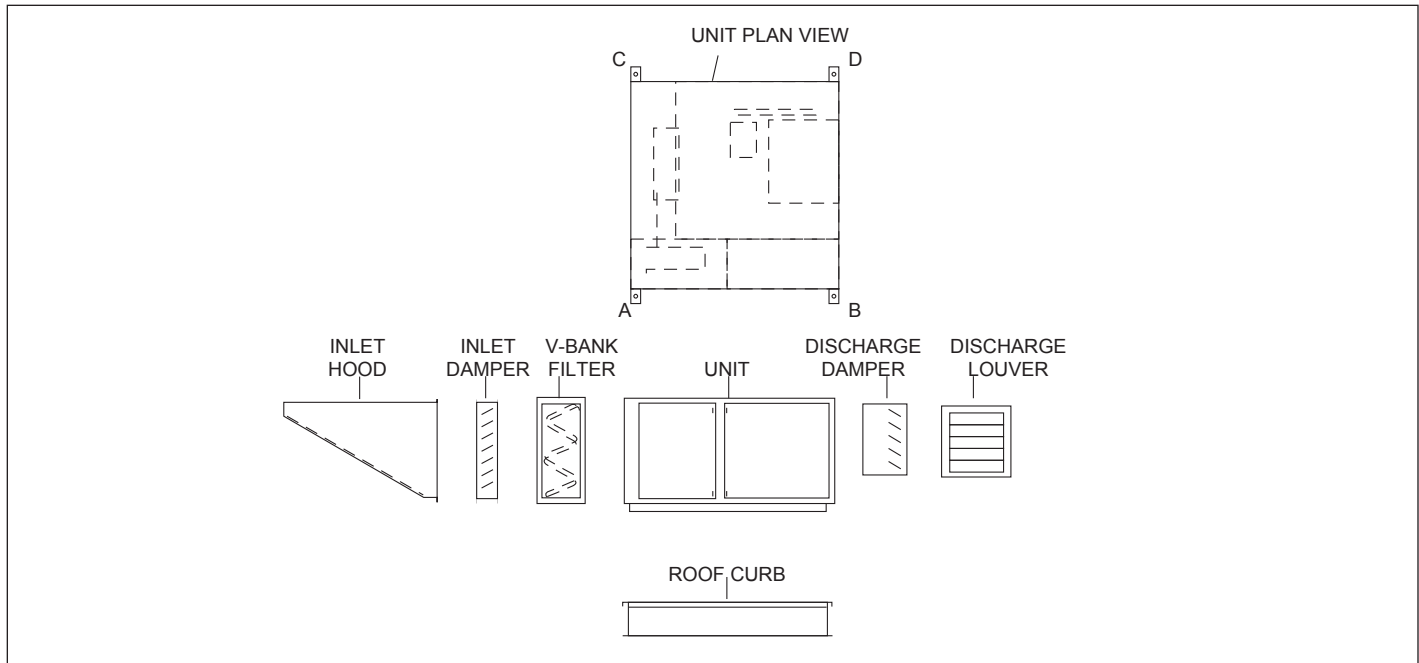 UNIT PLAN VIEW
C
D
A
B
INLET
HOOD
INLET
DAMPER
V-BANK
FILTER
UNIT
DISCHARGE
DAMPER
DISCHARGE
LOUVER
ROOF CURB